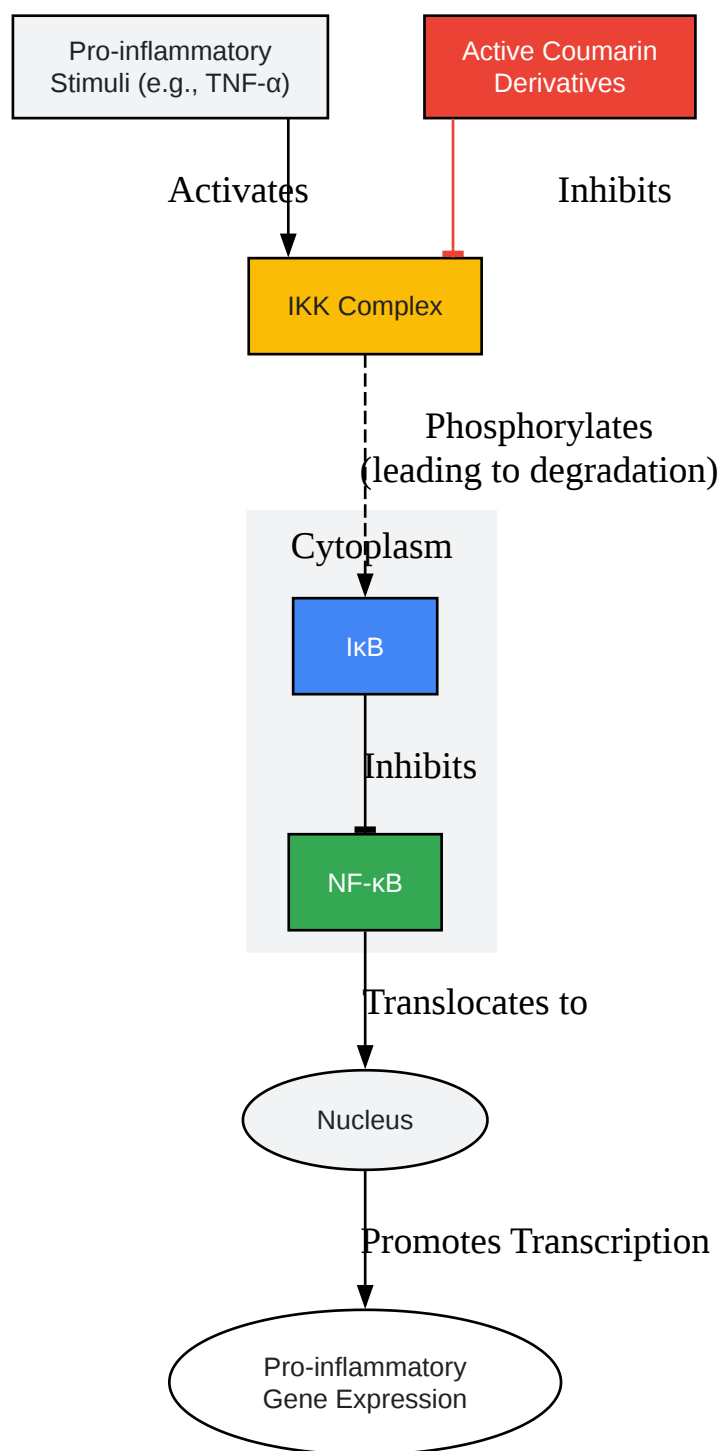 Pro-inflammatory
Stimuli (e.g., TNF-α)
Active Coumarin
Derivatives
Activates
Inhibits
IKK Complex
Phosphorylates
(leading to degradation)
Cytoplasm
IκB
Inhibits
NF-κB
Translocates to
Nucleus
Promotes Transcription
Pro-inflammatory
Gene Expression